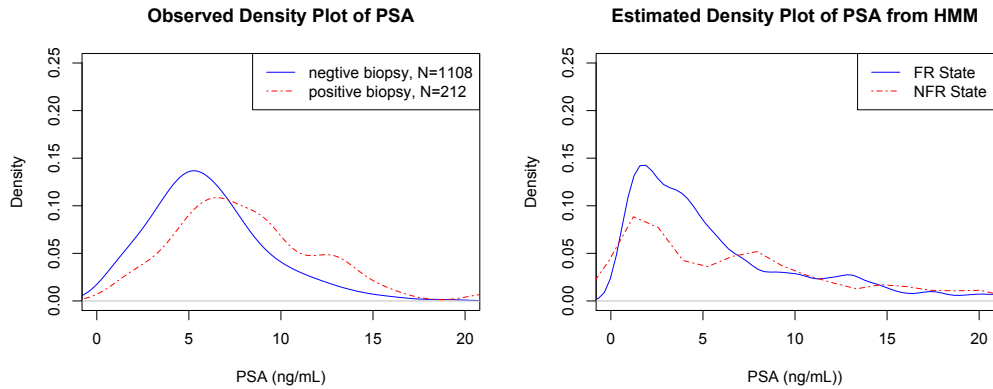 Observed Density Plot of PSA
negtive biopsy, N=1108
positive biopsy, N=212
Density
0.00 0.05 0.10 0.15 0.20 0.25
0 5 10 15 20
PSA (ng/mL)
Estimated Density Plot of PSA from HMM
FR State
NFR State
Density
0.00 0.05 0.10 0.15 0.20 0.25
0 5 10 15 20
PSA (ng/mL))